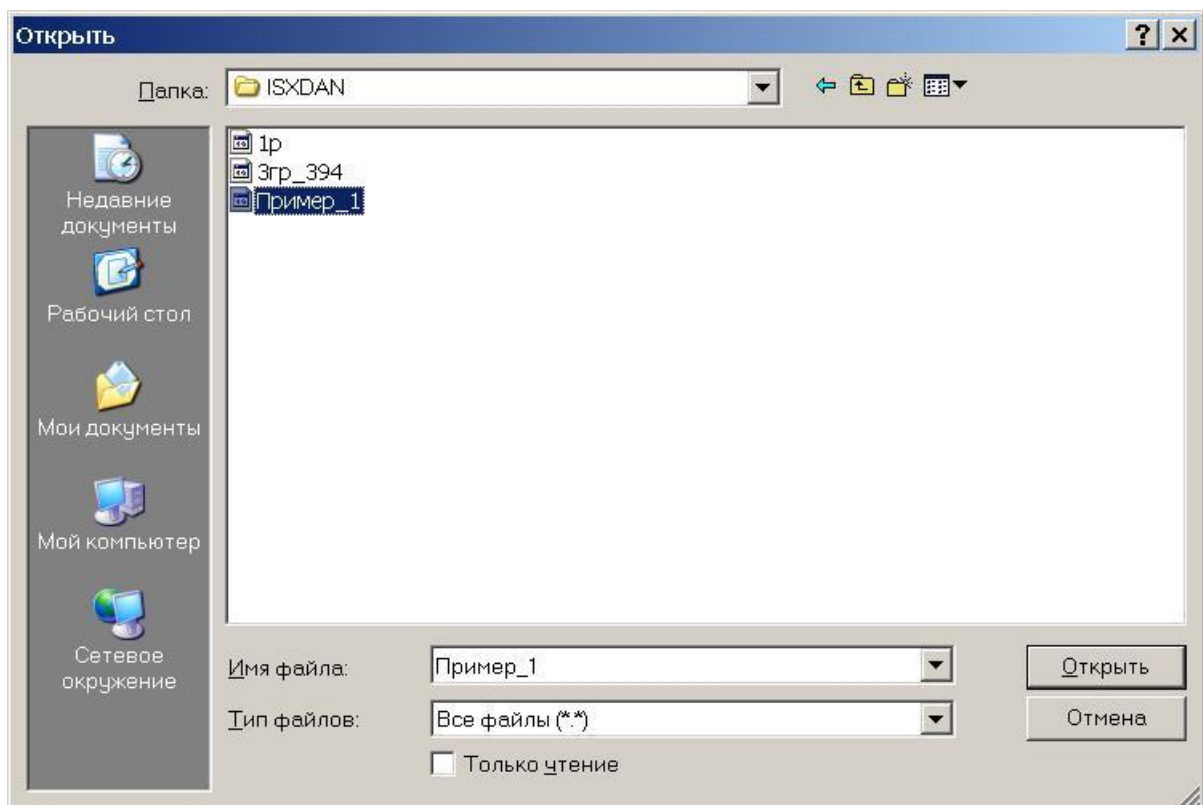 Открыть
Папка: ISXDAN
1р
3гр_394
Пример_1
Недавние
документы
Рабочий стол
Мои документы
Мой компьютер
Сетевое
окружение
Имя файла: Пример_1 Открыть
Тип файлов: Все файлы (*.*) Отмена
Только чтение